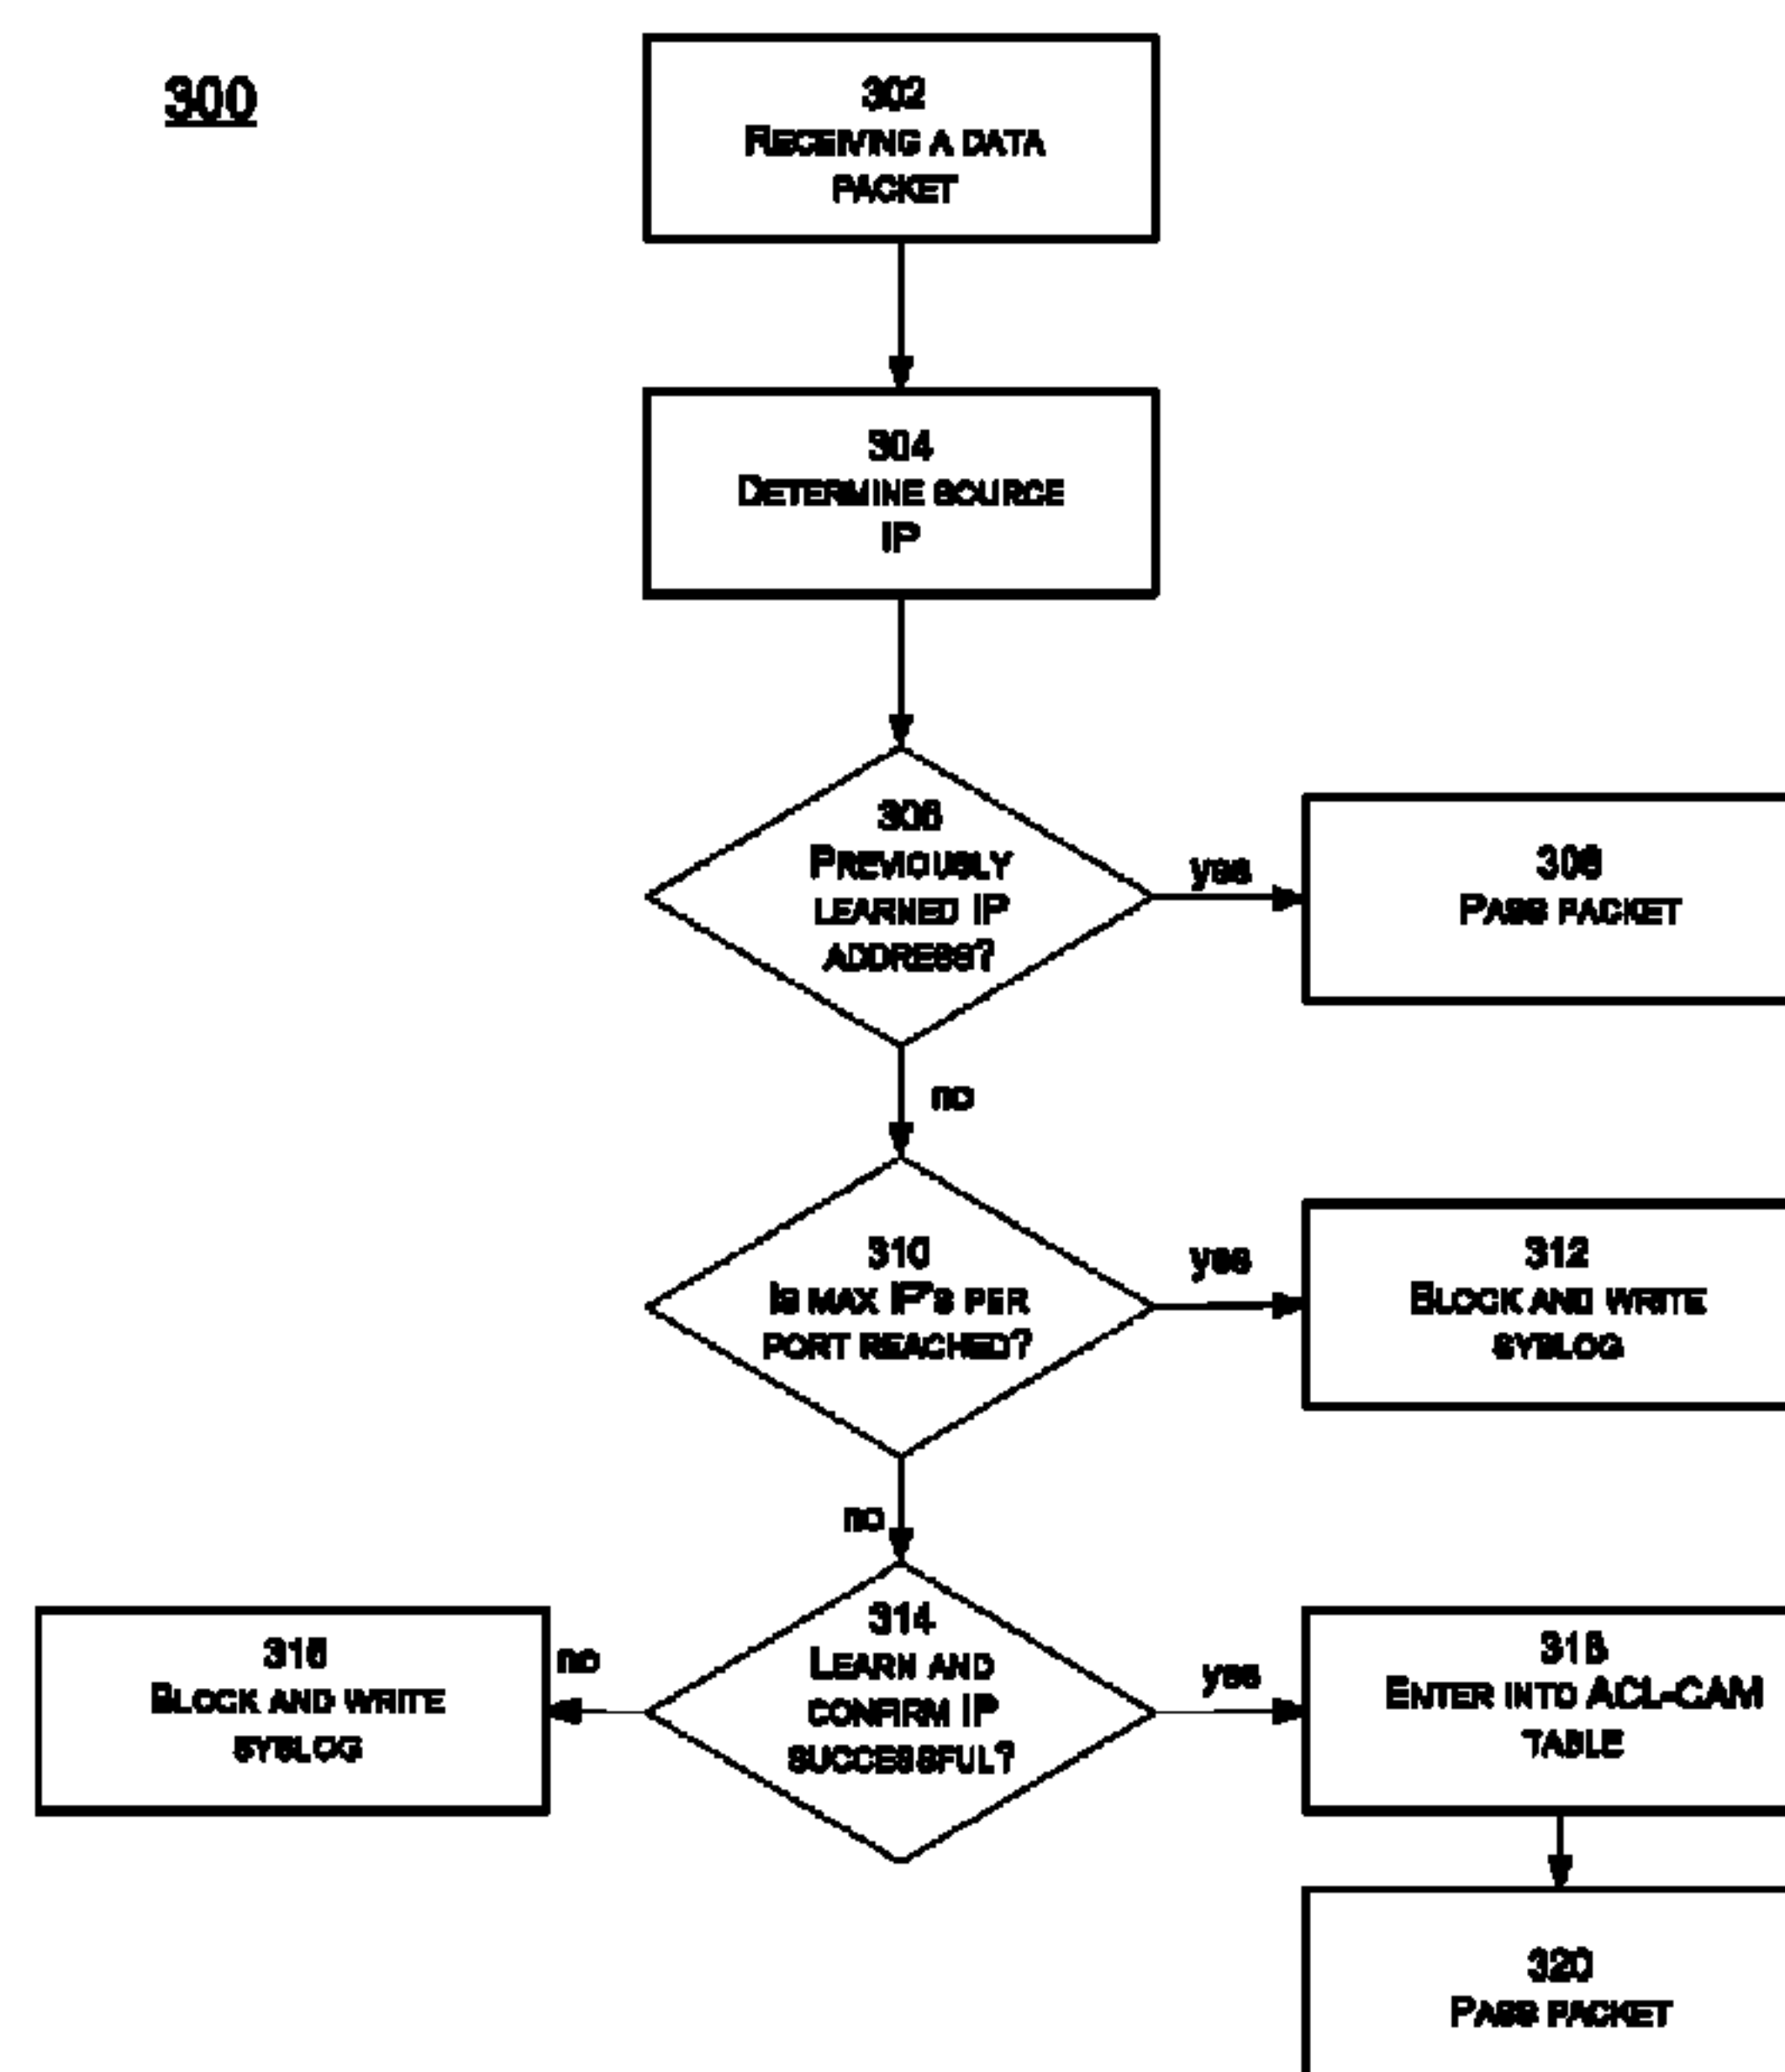 300
302
RECEIVING A DATA
PACKET
304
DETERMINE SOURCE
IP
306
PREVIOUSLY
LEARNED IP
ADDRESS?
yes
308
PASS PACKET
no
310
IS MAX IP'S PER
PORT REACHED?
yes
312
BLOCK AND WRITE
SYSLOG
no
314
LEARN AND
CONFIRM IP
SUCCESSFUL?
no
316
BLOCK AND WRITE
SYSLOG
yes
318
ENTER INTO ACL-CAM
TABLE
320
PASS PACKET